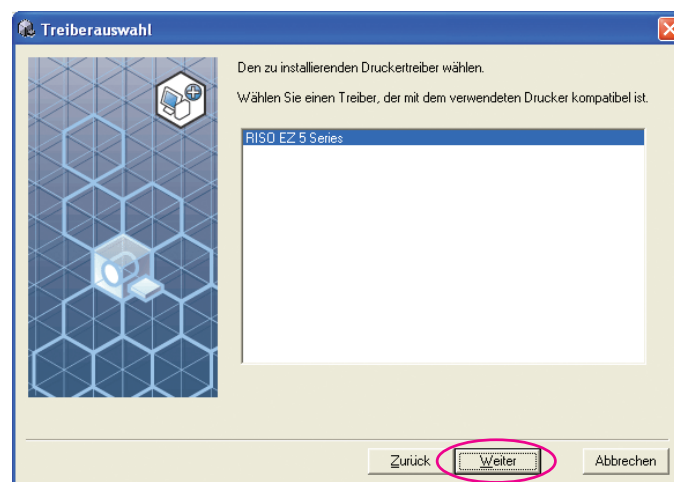 Treiberauswahl
Den zu installierenden Druckertreiber wählen.
Wählen Sie einen Treiber, der mit dem verwendeten Drucker kompatibel ist.
RISO EZ 5 Series
Zurück
Weiter
Abbrechen